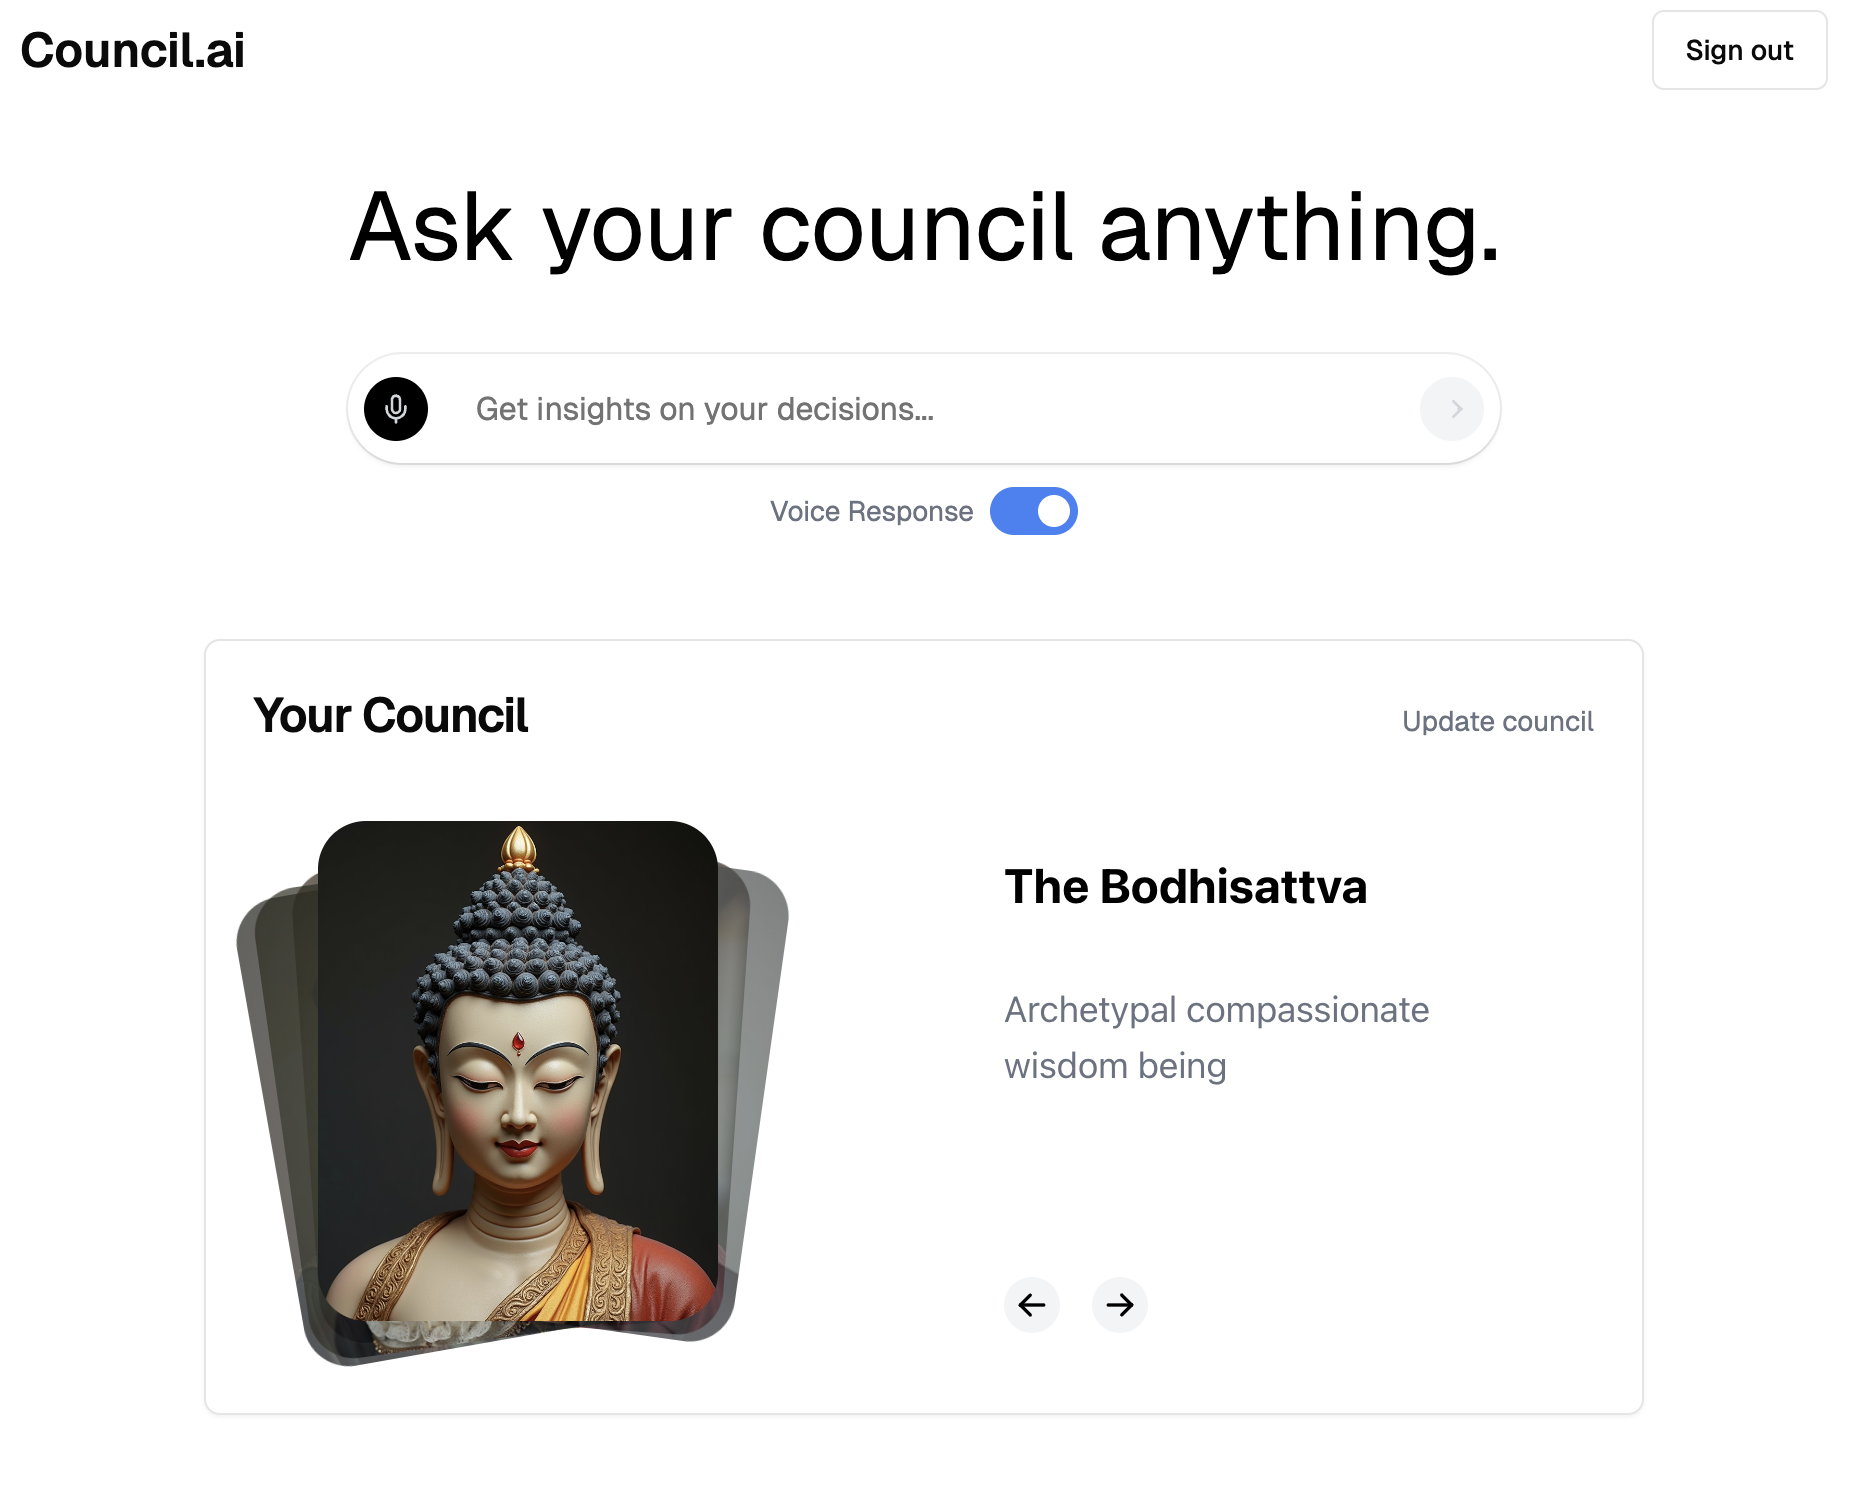 Council.ai
Sign out
Ask your council anything.
Get insights on your decisions...
Voice Response
Your Council
Update council
The Bodhisattva
Archetypal compassionate
wisdom being